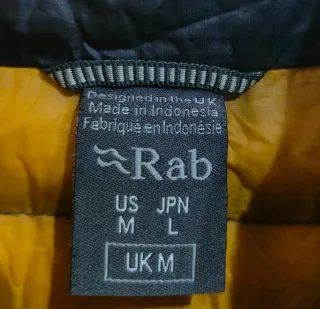 Designed in the UK
Made in Indonesia
Fabriqué en Indonésie
Rab
US JPN
M L
UK M